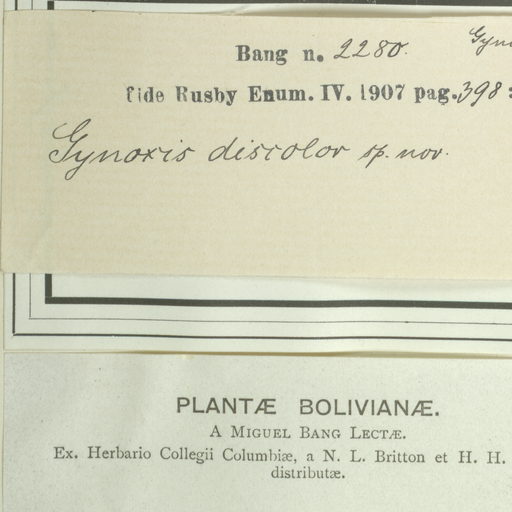 Bang n. 2280.
fide Rusby Enum. IV. 1907 pag. 398 :
Gynoxis discolor sp. nov.
PLANTÆ BOLIVIANÆ.
A MIGUEL BANG LECTÆ.
Ex. Herbario Collegii Columbiæ, a N. L. Britton et H. H.
distributæ.